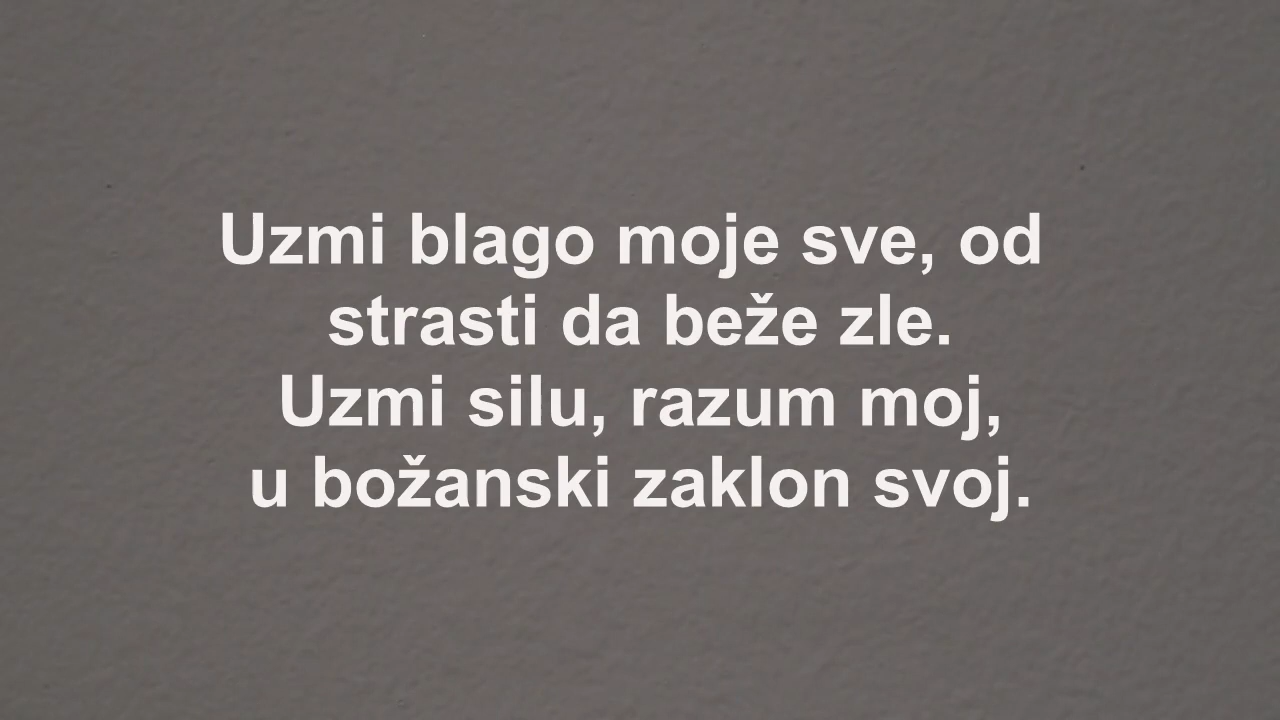 Uzmi blago moje sve, od
strasti da beže zle.
Uzmi silu, razum moj,
u božanski zaklon svoj.